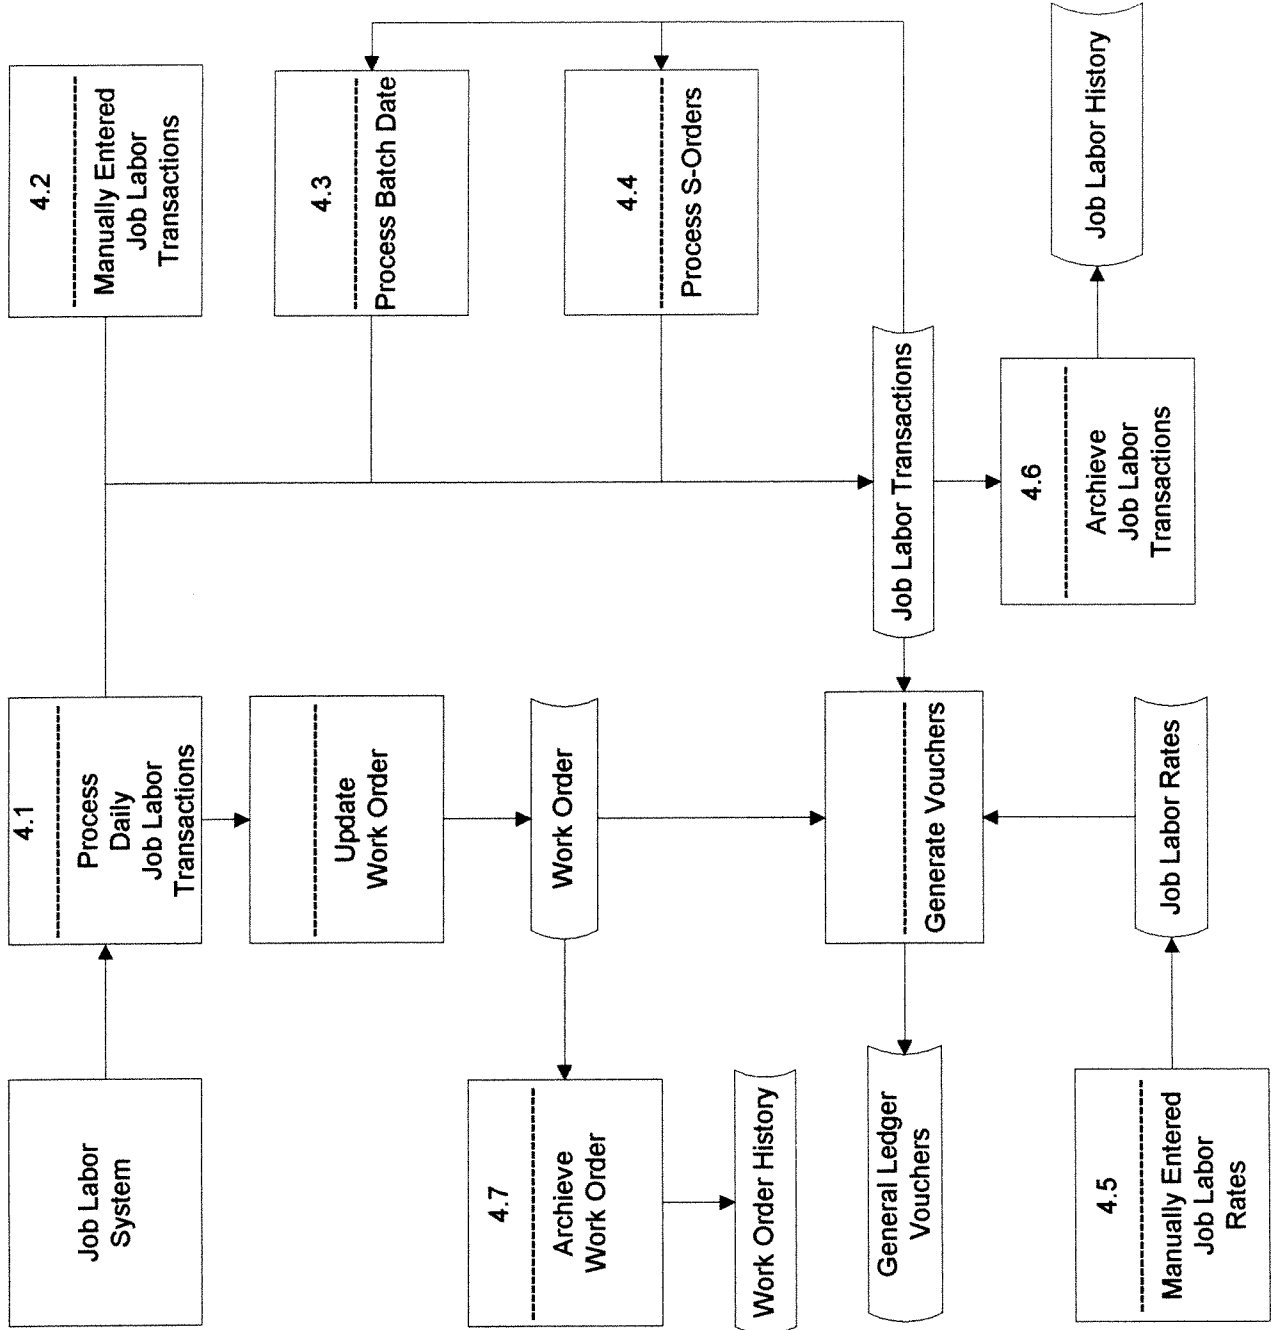 Job Labor
System
4.1
Process
Daily
Job Labor
Transactions
4.2
Manually Entered
Job Labor
Transactions
Update
Work Order
4.3
Process Batch Date
4.7
Archieve
Work Order
Work Order
4.4
Process S-Orders
Work Order History
General Ledger
Vouchers
Generate Vouchers
Job Labor Transactions
4.5
Manually Entered
Job Labor
Rates
Job Labor Rates
4.6
Archieve
Job Labor
Transactions
Job Labor History